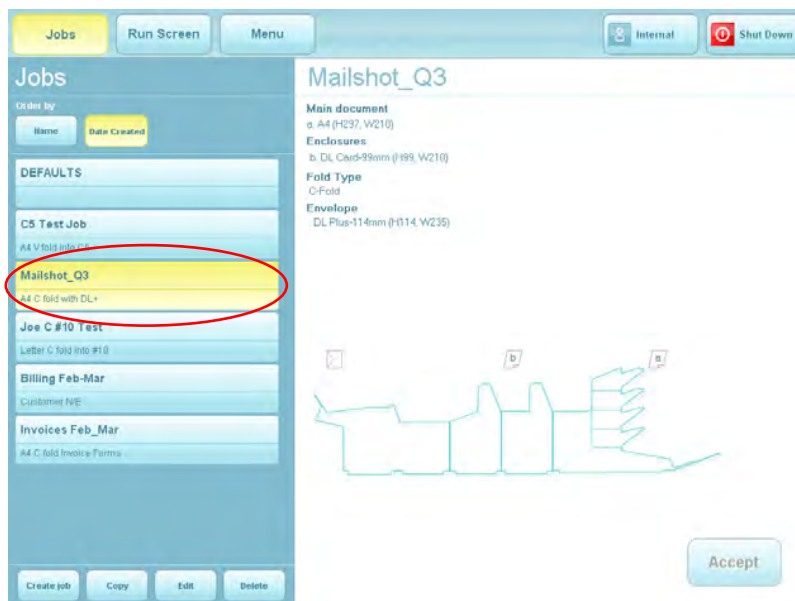 Jobs
Run Screen
Menu
Internal
Shut Down
Jobs
Order by
Name
Date Created
DEFAULTS
C5 Test Job
A4 V fold into C5
Mailshot_Q3
A4 C fold with DL+
Joe C #10 Test
Letter C fold into #10
Billing Feb-Mar
Customer N/E
Invoices Feb_Mar
A4 C fold Invoice Forms
Create job
Copy
Edit
Delete
Mailshot_Q3
Main document
a. A4 (H297, W210)
Enclosures
b. DL Card-99mm (H99, W210)
Fold Type
C-Fold
Envelope
DL Plus-114mm (H114, W235)
b
a
Accept